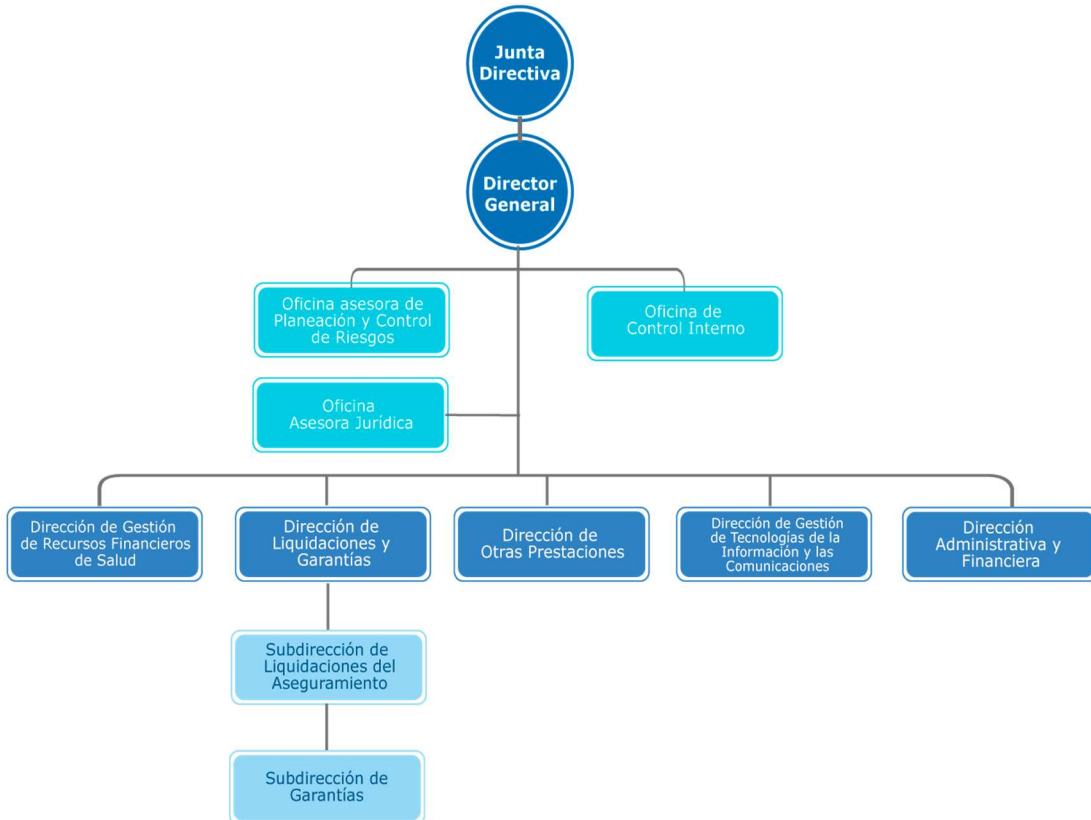 Junta
Directiva
Director
General
Oficina asesora de
Planeación y Control
de Riesgos
Oficina de
Control Interno
Oficina
Asesora Jurídica
Dirección de Gestión
de Recursos Financieros
de Salud
Dirección de
Liquidaciones y
Garantías
Dirección de
Otras Prestaciones
Dirección de Gestión
de Tecnologías de la
Información y las
Comunicaciones
Dirección
Administrativa y
Financiera
Subdirección de
Liquidaciones del
Aseguramiento
Subdirección de
Garantías